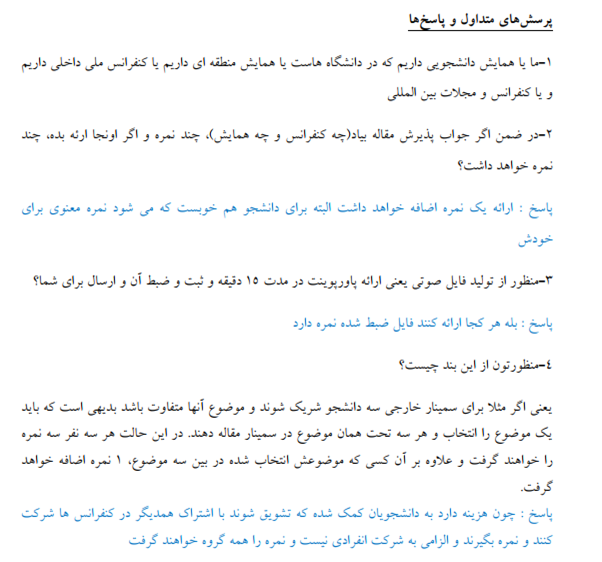 پرسش‌های متداول و پاسخ‌ها
۱-ما یا همایش دانشجویی داریم که در دانشگاه هاست یا همایش منطقه ای داریم یا کنفرانس ملی داخلی داریم
و یا کنفرانس و مجلات بین المللی
۲-در ضمن اگر جواب پذیرش مقاله بیاد(چه کنفرانس و چه همایش)، چند نمره و اگر اونجا ارئه بده، چند
نمره خواهد داشت؟
پاسخ : ارائه یک نمره اضافه خواهد داشت البته برای دانشجو هم خوبست که می شود نمره معنوی برای
خودش
۳-منظور از تولید فایل صوتی یعنی ارائه پاورپوینت در مدت ۱۵ دقیقه و ثبت و ضبط آن و ارسال برای شما؟
پاسخ : بله هر کجا ارائه کنند فایل ضبط شده نمره دارد
٤-منظورتون از این بند چیست؟
یعنی اگر مثلا برای سمینار خارجی سه دانشجو شریک شوند و موضوع آنها متفاوت باشد بدیهی است که باید
یک موضوع را انتخاب و هر سه تحت همان موضوع در سمینار مقاله دهند. در این حالت هر سه نفر سه نمره
را خواهند گرفت و علاوه بر آن کسی که موضوعش انتخاب شده در بین سه موضوع، ۱ نمره اضافه خواهد
گرفت.
پاسخ : چون هزینه دارد به دانشجویان کمک شده که تشویق شوند با اشتراک همدیگر در کنفرانس ها شرکت
کنند و نمره بگیرند و الزامی به شرکت انفرادی نیست و نمره را همه گروه خواهند گرفت